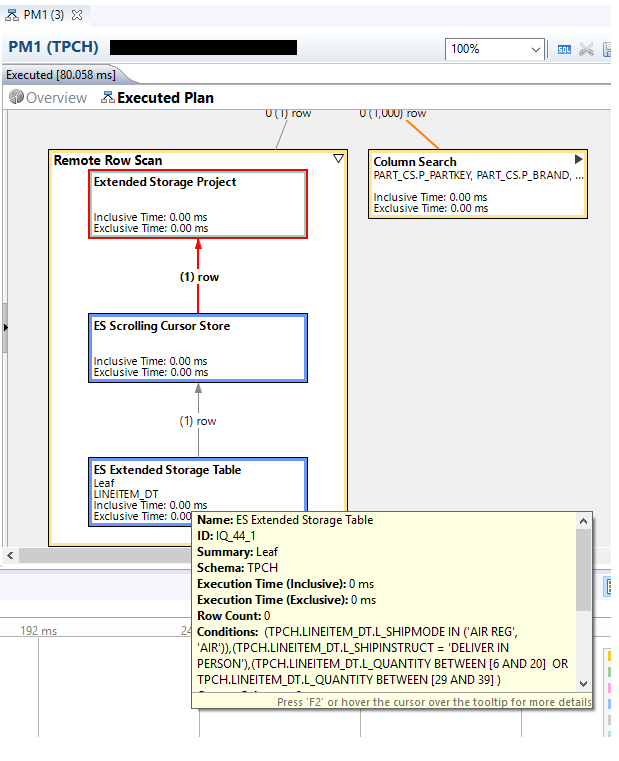 PM1 (3)
PM1 (TPCH)
100%
SQL
Executed [80.058 ms]
Overview
Executed Plan
0 (1) row
0 (1,000) row
Remote Row Scan
Extended Storage Project
Inclusive Time: 0.00 ms
Exclusive Time: 0.00 ms
(1) row
ES Scrolling Cursor Store
Inclusive Time: 0.00 ms
Exclusive Time: 0.00 ms
(1) row
ES Extended Storage Table
Leaf
LINEITEM_DT
Inclusive Time: 0.00 ms
Exclusive Time: 0.00
Column Search
PART_CS.P_PARTKEY, PART_CS.P_BRAND, ...
Inclusive Time: 0.00 ms
Exclusive Time: 0.00 ms
Name: ES Extended Storage Table
ID: IQ_44_1
Summary: Leaf
Schema: TPCH
Execution Time (Inclusive): 0 ms
Execution Time (Exclusive): 0 ms
Row Count: 0
Conditions: (TPCH.LINEITEM_DT.L_SHIPMODE IN ('AIR REG',
'AIR')),(TPCH.LINEITEM_DT.L_SHIPINSTRUCT = 'DELIVER IN
PERSON'),(TPCH.LINEITEM_DT.L_QUANTITY BETWEEN [6 AND 20] OR
TPCH.LINEITEM_DT.L_QUANTITY BETWEEN [29 AND 39] )
Press 'F2' or hover the cursor over the tooltip for more details
192 ms
24